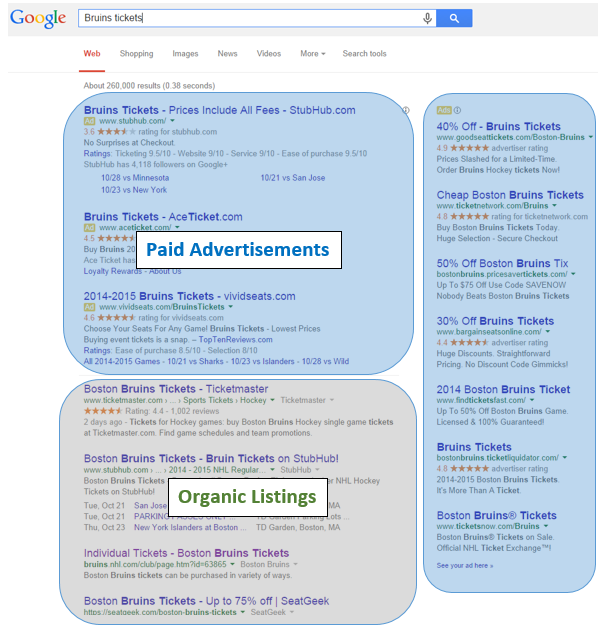 Google Bruins tickets
Web Shopping Images News Videos More Search tools
About 260,000 results (0.38 seconds)
Bruins Tickets - Prices Include All Fees - StubHub.com
Ad www.stubhub.com/
3.6 rating for stubhub.com
No Surprises at Checkout.
Ratings: Ticketing 9.5/10 - Website 9/10 - Service 9/10 - Ease of purchase 9.5/10
StubHub has 4,118 followers on Google+
10/28 vs Minnesota 10/21 vs San Jose
10/23 vs New York
Bruins Tickets - AceTicket.com
Ad www.aceticket.com/
4.5
Buy Bruins 20
Ace Ticket has
Loyalty Rewards - About Us
Paid Advertisements
2014-2015 Bruins Tickets - vividseats.com
Ad www.vividseats.com/BruinsTickets
4.6 rating for vividseats.com
Choose Your Seats For Any Game! Bruins Tickets - Lowest Prices
Buying event tickets is a snap. – TopTenReviews.com
Ratings: Ease of purchase 8.5/10 - Selection 8/10
All 2014-2015 Games - 10/21 vs Sharks - 10/23 vs Islanders - 10/28 vs Wild
Boston Bruins Tickets - Ticketmaster
www.ticketmaster.com › ... › Sports Tickets › Hockey Ticketmaster
Rating: 4.4 - 1,002 reviews
2 days ago - Tickets for Hockey games: buy Boston Bruins Hockey single game tickets
at Ticketmaster.com. Find game schedules and team promotions.
Boston Bruins Tickets - Bruin Tickets on StubHub!
www.stubhub.com › ... › 2014 - 2015 NHL Regular... StubHub
Boston Bruins Tickets NHL Hockey
Tickets on StubHub!
Organic Listings
Tue, Oct 21 San Jose MA
Tue, Oct 21 PARKING PASSES ONLY ... TD Garden Parking Lots ...
Thu, Oct 23 New York Islanders at Boston ... TD Garden, Boston, MA
Individual Tickets - Boston Bruins Tickets
bruins.nhl.com/club/page.htm?id=63865 Boston Bruins
Boston Bruins tickets can be purchased in variety of ways.
Boston Bruins Tickets - Up to 75% off | SeatGeek
https://seatgeek.com/boston-bruins-tickets SeatGeek
Ads
40% Off - Bruins Tickets
www.goodseattickets.com/Boston-Bruins
4.9 advertiser rating
Prices Slashed for a Limited-Time.
Order Bruins Hockey tickets Now!
Cheap Boston Bruins Tickets
www.ticketnetwork.com/Bruins
4.8 rating for ticketnetwork.com
Buy Boston Bruins Tickets Today.
Huge Selection - Secure Checkout
50% Off Boston Bruins Tix
bostonbruins.pricesavertickets.com/
Up To $75 Off Use Code SAVENOW
Nobody Beats Boston Bruins Tickets
30% Off Boston Bruins Tickets
www.bargainseatsonline.com/
4.4 advertiser rating
Huge Discounts. Straightforward
Pricing. No Discount Code Gimmicks!
2014 Boston Bruins Ticket
www.findticketsfast.com/
Up To 50% Off Boston Bruins Game.
Licensed & 100% Guaranteed!
Bruins Tickets
bostonbruins.ticketliquidator.com/
4.8 advertiser rating
2014-2015 Boston Bruins Tickets.
It's More Than A Ticket.
Boston Bruins® Tickets
www.ticketsnow.com/Bruins
Boston Bruins® Tickets on Sale.
Official NHL Ticket Exchange™!
See your ad here »